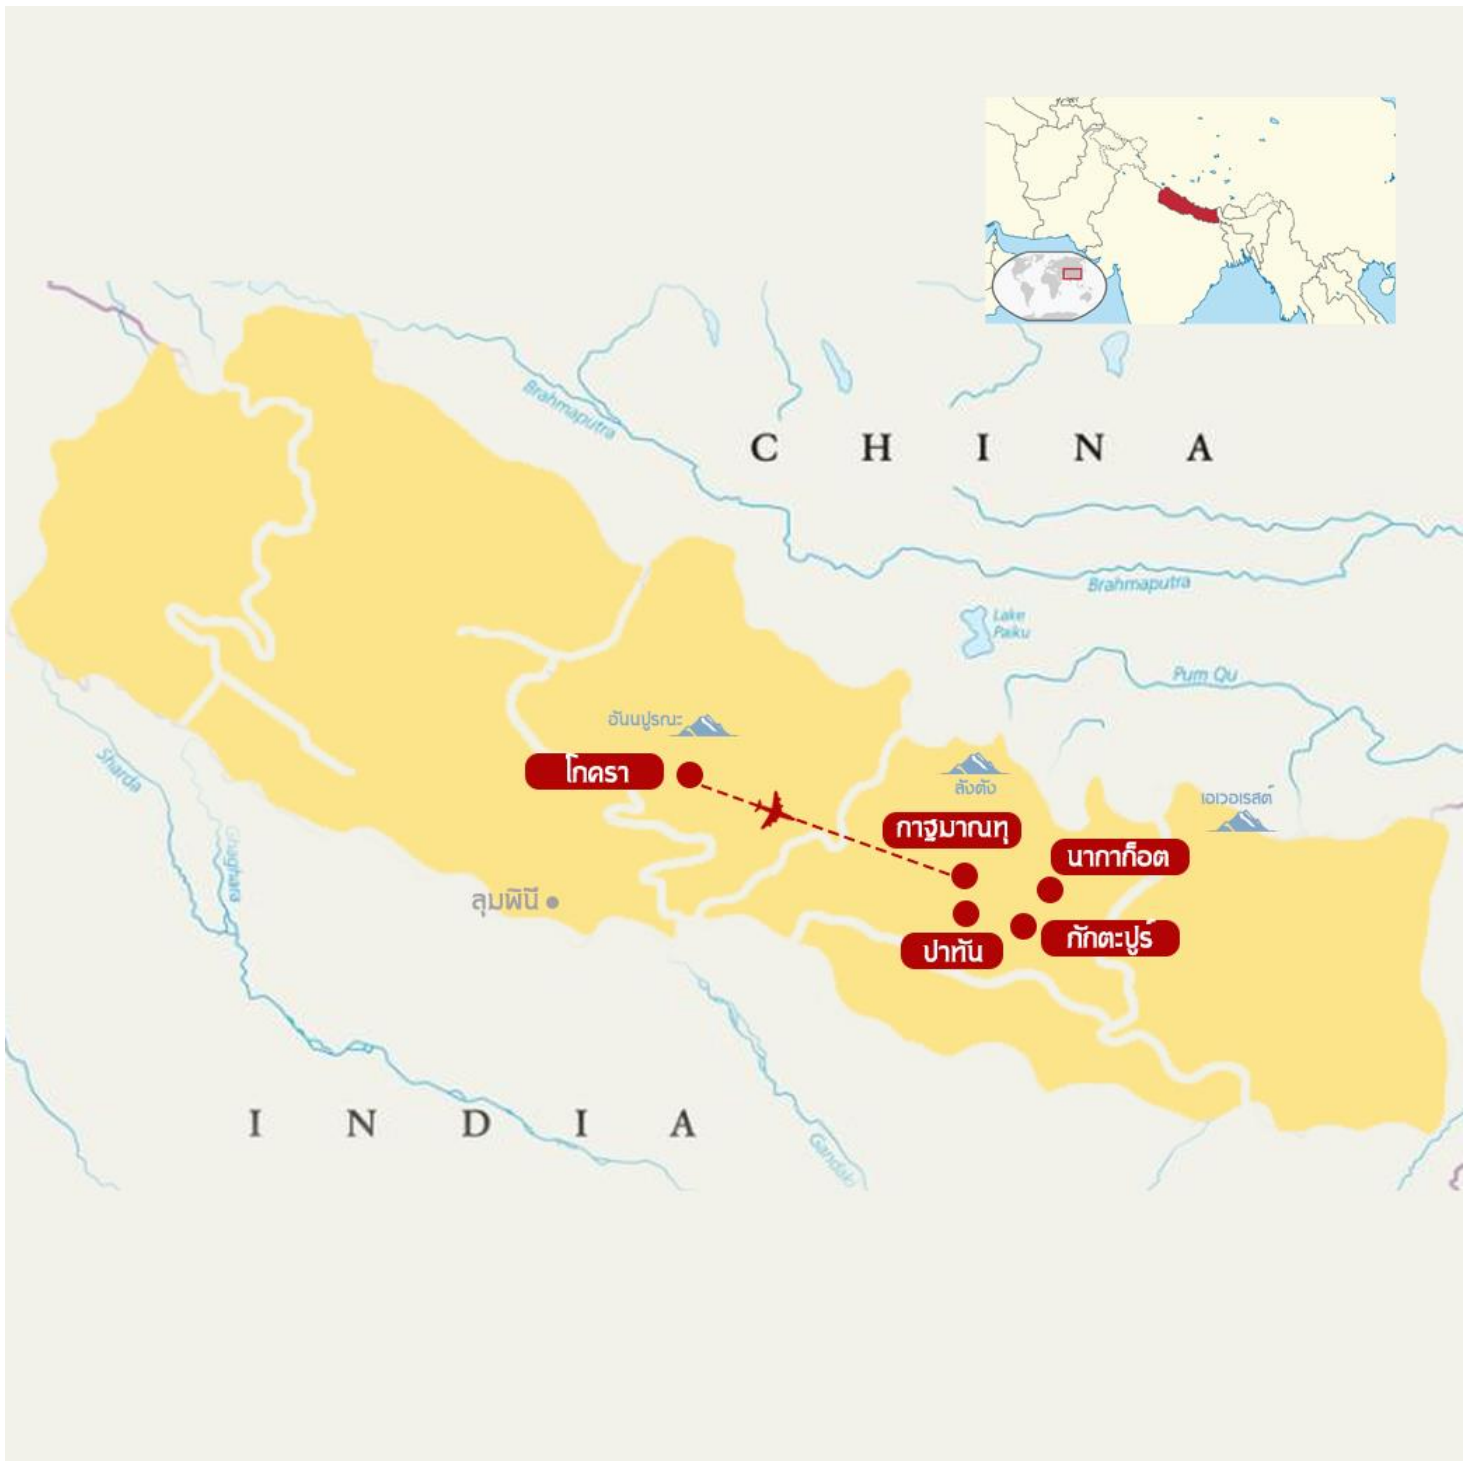 Brahmaputra
C H I N A
Brahmaputra
Lake
Paiku
Pum Qu
อันนปูรณะ
โกครา
ลังตัง
เอเวอเรสต์
กาฐมาณฑุ
นากาก็อต
ลุมพินี
ปาทัน
ภักตะปูร์
Sharda
Ghaghara
I N D I A
Gandaki